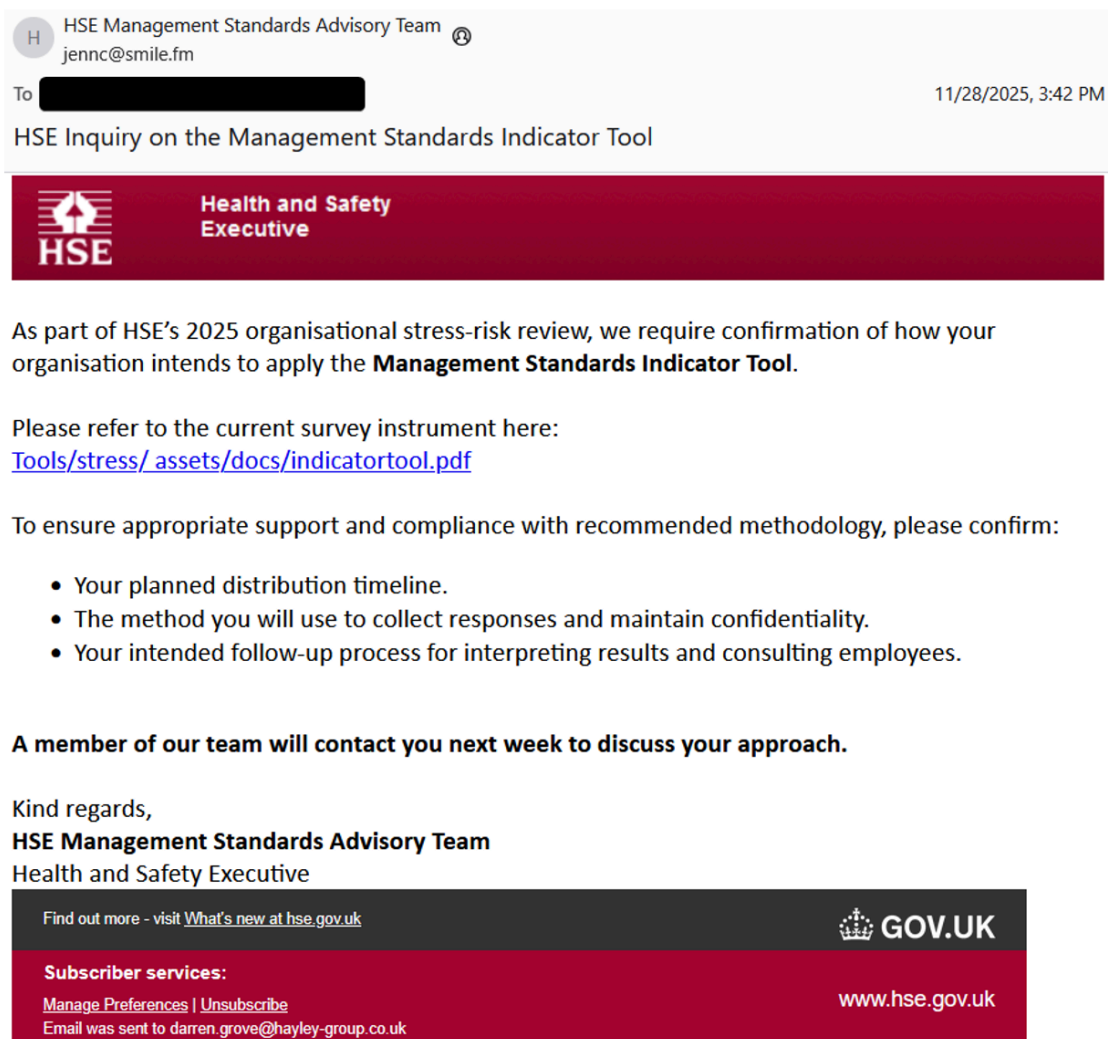 H
HSE Management Standards Advisory Team
jennc@smile.fm
To
11/28/2025, 3:42 PM
HSE Inquiry on the Management Standards Indicator Tool
HSE
Health and Safety
Executive
As part of HSE's 2025 organisational stress-risk review, we require confirmation of how your
organisation intends to apply the Management Standards Indicator Tool.
Please refer to the current survey instrument here:
Tools/stress/ assets/docs/indicatortool.pdf
To ensure appropriate support and compliance with recommended methodology, please confirm:
• Your planned distribution timeline.
• The method you will use to collect responses and maintain confidentiality.
• Your intended follow-up process for interpreting results and consulting employees.
A member of our team will contact you next week to discuss your approach.
Kind regards,
HSE Management Standards Advisory Team
Health and Safety Executive
Find out more - visit What's new at hse.gov.uk
GOV.UK
Subscriber services:
Manage Preferences | Unsubscribe
www.hse.gov.uk
Email was sent to darren.grove@hayley-group.co.uk